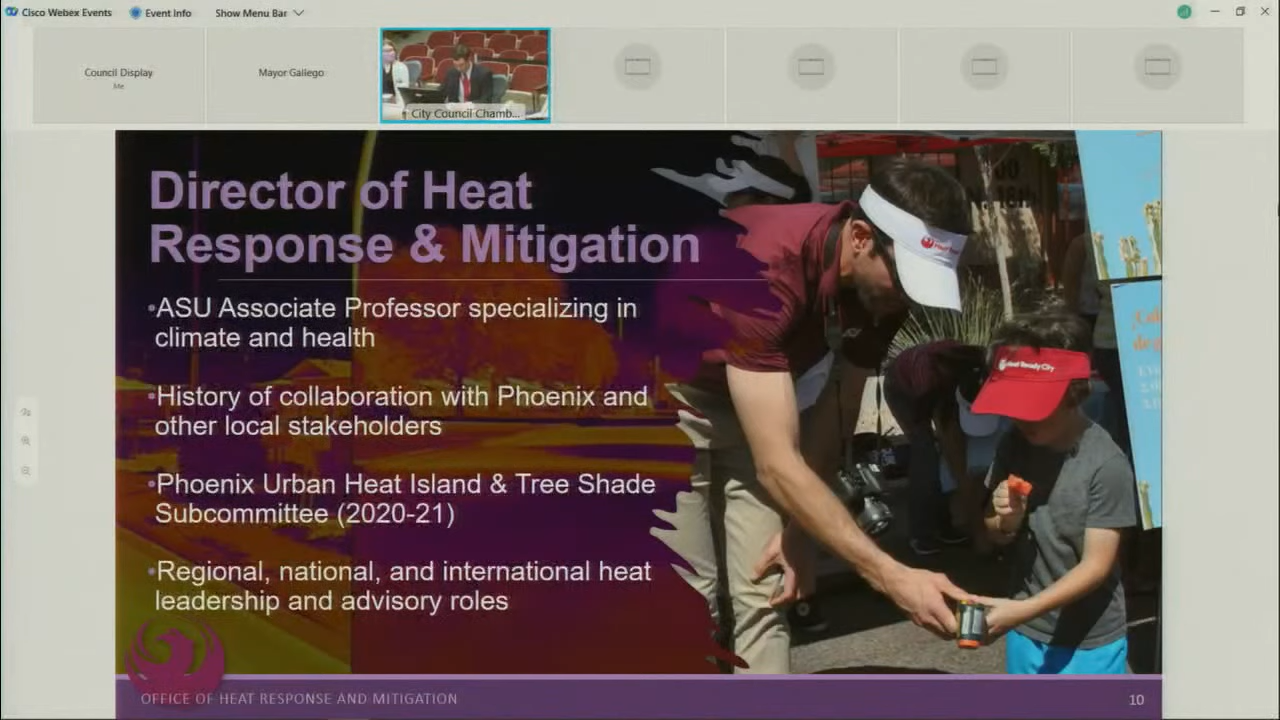 Cisco Webex Events
Event Info
Show Menu Bar
Council Display
Me
Mayor Gallego
City Council Chamb...
Director of Heat
Response & Mitigation
•ASU Associate Professor specializing in
climate and health
•History of collaboration with Phoenix and
other local stakeholders
•Phoenix Urban Heat Island & Tree Shade
Subcommittee (2020-21)
•Regional, national, and international heat
leadership and advisory roles
Heat Ready City
OFFICE OF HEAT RESPONSE AND MITIGATION
10